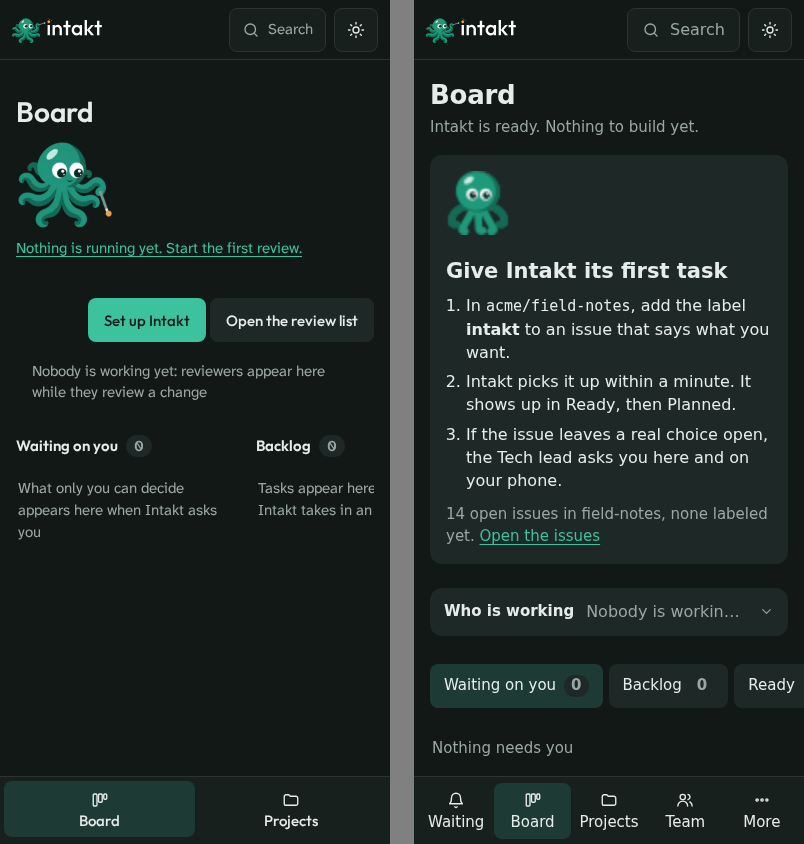 intakt
Search
Board
Nothing is running yet. Start the first review.
Set up Intakt
Open the review list
Nobody is working yet: reviewers appear here
while they review a change
Waiting on you 0
Backlog 0
What only you can decide
appears here when Intakt asks
you
Tasks appear here
Intakt takes in an
Board
Projects
intakt
Search
Board
Intakt is ready. Nothing to build yet.
Give Intakt its first task
1. In acme/field-notes, add the label
intakt to an issue that says what you
want.
2. Intakt picks it up within a minute. It
shows up in Ready, then Planned.
3. If the issue leaves a real choice open,
the Tech lead asks you here and on
your phone.
14 open issues in field-notes, none labeled
yet. Open the issues
Who is working Nobody is workin...
Waiting on you 0
Backlog 0
Ready
Nothing needs you
Waiting
Board
Projects
Team
More